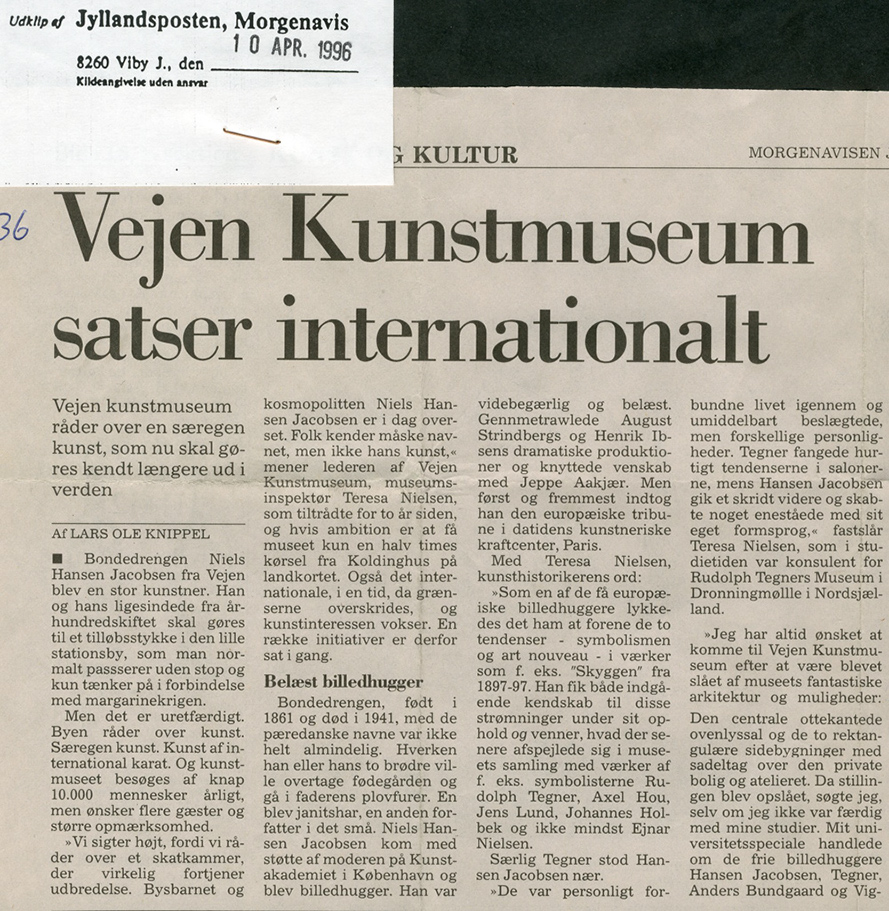 Udklip af Jyllandsposten, Morgenavis
10 APR. 1996
8260 Viby J., den
Kildeangivelse uden ansvar
G KULTUR
MORGENAVISEN
36
Vejen Kunstmuseum
satser internationalt
Vejen kunstmuseum
råder over en særegen
kunst, som nu skal gø-
res kendt længere ud i
verden
Af LARS OLE KNIPPEL
■ Bondedrengen Niels
Hansen Jacobsen fra Vejen
blev en stor kunstner. Han
og hans ligesindede fra år-
hundredskiftet skal gøres
til et tilløbsstykke i den lille
stationsby, som man nor-
malt passserer uden stop og
kun tænker på i forbindelse
med margarinekrigen.
Men det er uretfærdigt.
Byen råder over kunst.
Særegen kunst. Kunst af in-
ternational karat. Og kunst-
museet besøges af knap
10.000 mennesker årligt,
men ønsker flere gæster og
større opmærksomhed.
»Vi sigter højt, fordi vi rå-
der over et skatkammer,
der virkelig fortjener
udbredelse. Bysbarnet og
kosmopolitten Niels Han-
sen Jacobsen er i dag over-
set. Folk kender måske nav-
net, men ikke hans kunst,«
mener lederen af Vejen
Kunstmuseum, museums-
inspektør Teresa Nielsen,
som tiltrådte for to år siden,
og hvis ambition er at få
museet kun en halv times
kørsel fra Koldinghus på
landkortet. Også det inter-
nationale, i en tid, da græn-
serne overskrides, og
kunstinteressen vokser. En
række initiativer er derfor
sat i gang.
Belæst billedhugger
Bondedrengen, født i
1861 og død i 1941, med de
pæredanske navne var ikke
helt almindelig. Hverken
han eller hans to brødre vil-
le overtage fødegården og
gå i faderens plovfurer. En
blev janitshar, en anden for-
fatter i det små. Niels Han-
sen Jacobsen kom med
støtte af moderen på Kunst-
akademiet i København og
blev billedhugger. Han var
videbegærlig og belæst.
Gennmetrawlede August
Strindbergs og Henrik Ib-
sens dramatiske produktio-
ner og knyttede venskab
med Jeppe Aakjær. Men
først og fremmest indtog
han den europæiske tribu-
ne i datidens kunstneriske
kraftcenter, Paris.
Med Teresa Nielsen,
kunsthistorikerens ord:
»Som en af de få europæ-
iske billedhuggere lykke-
des det ham at forene de to
tendenser - symbolismen
og art nouveau - i værker
som f. eks. "Skyggen" fra
1897-97. Han fik både indgå-
ende kendskab til disse
strømninger under sit op-
hold og venner, hvad der se-
nere afspejlede sig i muse-
ets samling med værker af
f. eks. symbolisterne Ru-
dolph Tegner, Axel Hou,
Jens Lund, Johannes Hol-
bek og ikke mindst Ejnar
Nielsen.
Særlig Tegner stod Han-
sen Jacobsen nær.
»De var personligt for-
bundne livet igennem og
umiddelbart beslægtede,
men forskellige personlig-
heder. Tegner fangede hur-
tigt tendenserne i saloner-
ne, mens Hansen Jacobsen
gik et skridt videre og skab-
te noget eneståede med sit
eget formsprog,« fastslår
Teresa Nielsen, som i stu-
dietiden var konsulent for
Rudolph Tegners Museum i
Dronningmøllle i Nordsjæl-
land.
»Jeg har altid ønsket at
komme til Vejen Kunstmu-
seum efter at være blevet
slået af museets fantastiske
arkitektur og muligheder:
Den centrale ottekantede
ovenlyssal og de to rektan-
gulære sidebygninger med
sadeltag over den private
bolig og atelieret. Da stillin-
gen blev opslået, søgte jeg,
selv om jeg ikke var færdig
med mine studier. Mit uni-
versitetsspeciale handlede
om de frie billedhuggere
Hansen Jacobsen, Tegner,
Anders Bundgaard og Vig-